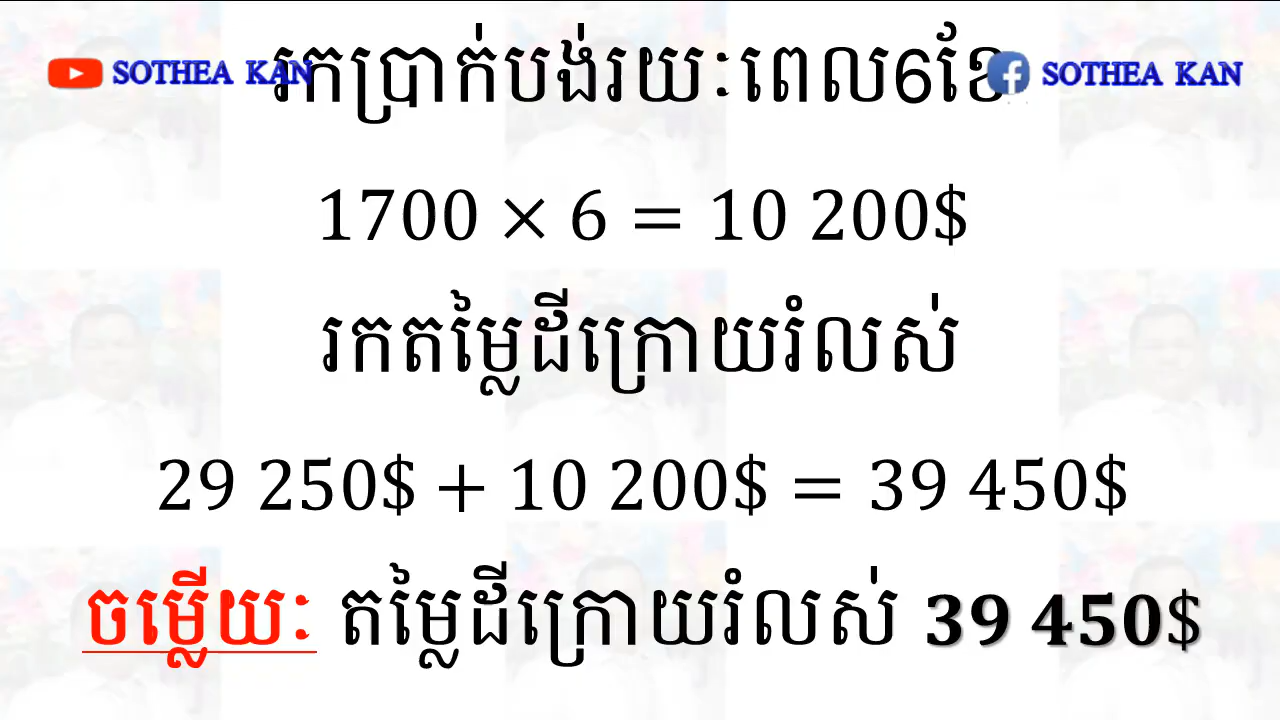 SOTHEA KAN
រកប្រាក់បង់រយៈពេល6ខែ
SOTHEA KAN
1700 × 6 = 10 200$
រកតម្លៃដីក្រោយរំលស់
29 250$ + 10 200$ = 39 450$
ចម្លើយៈ តម្លៃដីក្រោយរំលស់ 39 450$